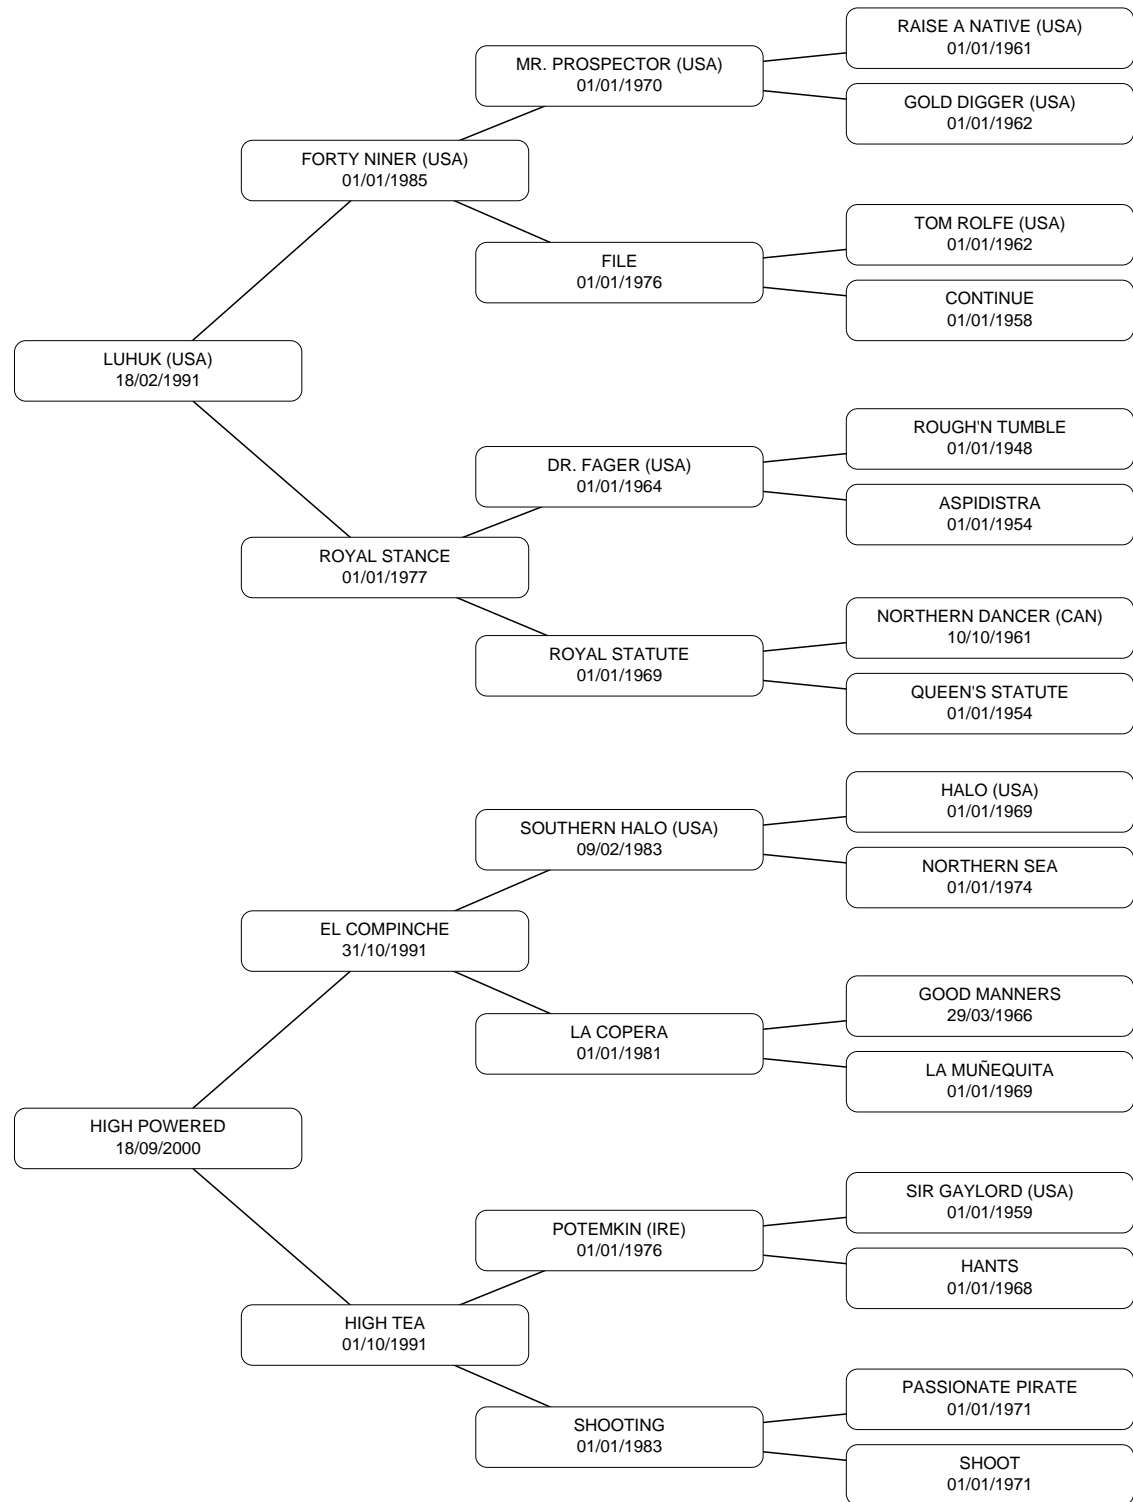 RAISE A NATIVE (USA)
01/01/1961
MR. PROSPECTOR (USA)
01/01/1970
GOLD DIGGER (USA)
01/01/1962
FORTY NINER (USA)
01/01/1985
TOM ROLFE (USA)
01/01/1962
FILE
01/01/1976
CONTINUE
01/01/1958
LUHUK (USA)
18/02/1991
ROUGH'N TUMBLE
01/01/1948
DR. FAGER (USA)
01/01/1964
ASPIDISTRA
01/01/1954
ROYAL STANCE
01/01/1977
NORTHERN DANCER (CAN)
10/10/1961
ROYAL STATUTE
01/01/1969
QUEEN'S STATUTE
01/01/1954
HALO (USA)
01/01/1969
SOUTHERN HALO (USA)
09/02/1983
NORTHERN SEA
01/01/1974
EL COMPINCHE
31/10/1991
GOOD MANNERS
29/03/1966
LA COPERA
01/01/1981
LA MUÑEQUITA
01/01/1969
HIGH POWERED
18/09/2000
SIR GAYLORD (USA)
01/01/1959
POTEMKIN (IRE)
01/01/1976
HANTS
01/01/1968
HIGH TEA
01/10/1991
PASSIONATE PIRATE
01/01/1971
SHOOTING
01/01/1983
SHOOT
01/01/1971